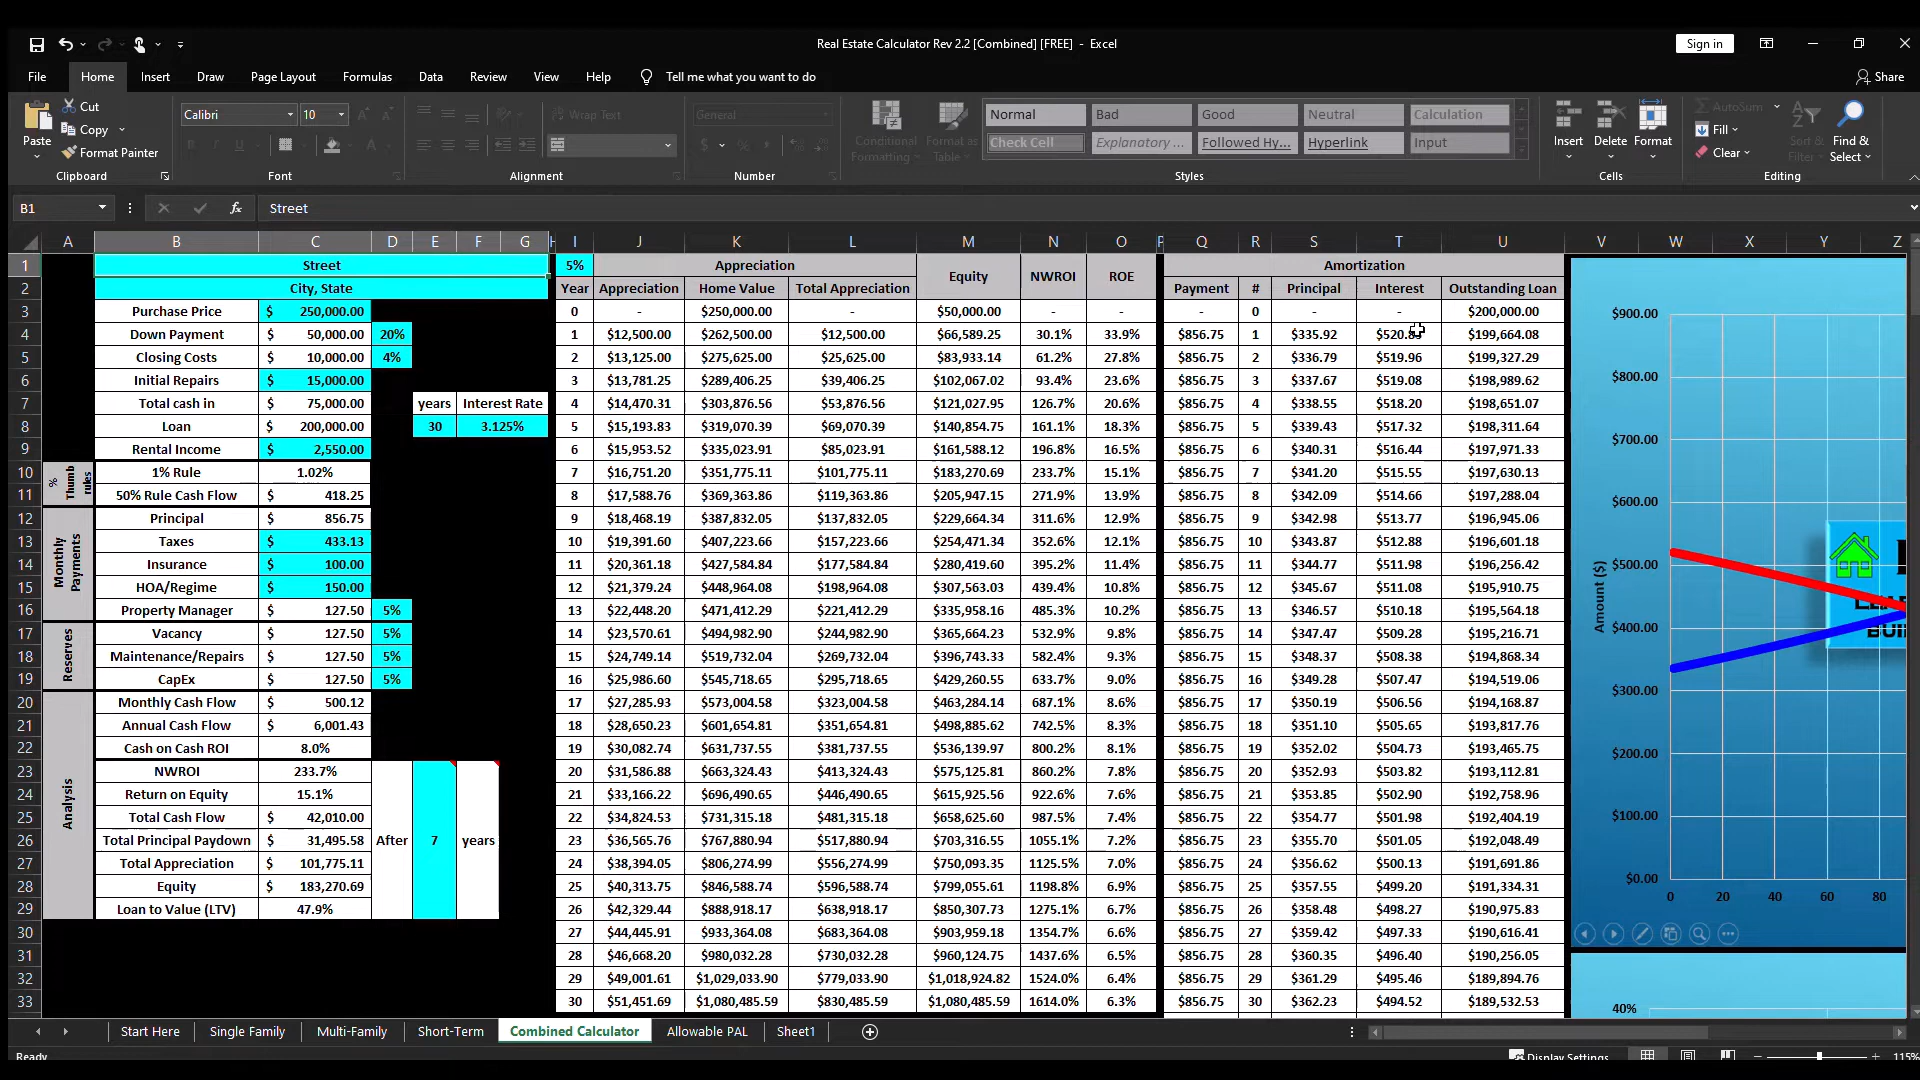 Real Estate Calculator Rev 2.2 [Combined] [FREE] - Excel
Sign in
File Home Insert Draw Page Layout Formulas Data Review View Help Tell me what you want to do Share
Cut
Copy
Format Painter
Paste
Clipboard
Calibri 10
Font
Wrap Text
Alignment
General
Number
Conditional Formatting
Format as Table
Normal Bad Good Neutral Calculation
Check Cell Explanatory ... Followed Hy... Hyperlink Input
Styles
Insert Delete Format
Cells
AutoSum
Fill
Clear
Sort & Filter
Find & Select
Editing
B1 fx Street
A B C D E F G H I J K L M N O P Q R S T U V W X Y Z
1 Street 5% Appreciation Equity NWROI ROE Amortization
2 City, State Year Appreciation Home Value Total Appreciation Payment # Principal Interest Outstanding Loan
3 Purchase Price $ 250,000.00 0 - $250,000.00 - $50,000.00 - - - 0 - - $200,000.00
4 Down Payment $ 50,000.00 20% 1 $12,500.00 $262,500.00 $12,500.00 $66,589.25 30.1% 33.9% $856.75 1 $335.92 $199,664.08
5 Closing Costs $ 10,000.00 4% 2 $13,125.00 $275,625.00 $25,625.00 $83,933.14 61.2% 27.8% $856.75 2 $336.79 $519.96 $199,327.29
6 Initial Repairs $ 15,000.00 3 $13,781.25 $289,406.25 $39,406.25 $102,067.02 93.4% 23.6% $856.75 3 $337.67 $519.08 $198,989.62
7 Total cash in $ 75,000.00 years Interest Rate 4 $14,470.31 $303,876.56 $53,876.56 $121,027.95 126.7% 20.6% $856.75 4 $338.55 $518.20 $198,651.07
8 Loan $ 200,000.00 30 3.125% 5 $15,193.83 $319,070.39 $69,070.39 $140,854.75 161.1% 18.3% $856.75 5 $339.43 $517.32 $198,311.64
9 Rental Income $ 2,550.00 6 $15,953.52 $335,023.91 $85,023.91 $161,588.12 196.8% 16.5% $856.75 6 $340.31 $516.44 $197,971.33
10 % Thumb rules 1% Rule 1.02% 7 $16,751.20 $351,775.11 $101,775.11 $183,270.69 233.7% 15.1% $856.75 7 $341.20 $515.55 $197,630.13
11 50% Rule Cash Flow $ 418.25 8 $17,588.76 $369,363.86 $119,363.86 $205,947.15 271.9% 13.9% $856.75 8 $342.09 $514.66 $197,288.04
12 Monthly Payments Principal $ 856.75 9 $18,468.19 $387,832.05 $137,832.05 $229,664.34 311.6% 12.9% $856.75 9 $342.98 $513.77 $196,945.06
13 Taxes $ 433.13 10 $19,391.60 $407,223.66 $157,223.66 $254,471.34 352.6% 12.1% $856.75 10 $343.87 $512.88 $196,601.18
14 Insurance $ 100.00 11 $20,361.18 $427,584.84 $177,584.84 $280,419.60 395.2% 11.4% $856.75 11 $344.77 $511.98 $196,256.42
15 HOA/Regime $ 150.00 12 $21,379.24 $448,964.08 $198,964.08 $307,563.03 439.4% 10.8% $856.75 12 $345.67 $511.08 $195,910.75
16 Property Manager $ 127.50 5% 13 $22,448.20 $471,412.29 $221,412.29 $335,958.16 485.3% 10.2% $856.75 13 $346.57 $510.18 $195,564.18
17 Reserves Vacancy $ 127.50 5% 14 $23,570.61 $494,982.90 $244,982.90 $365,664.23 532.9% 9.8% $856.75 14 $347.47 $509.28 $195,216.71
18 Maintenance/Repairs $ 127.50 5% 15 $24,749.14 $519,732.04 $269,732.04 $396,743.33 582.4% 9.3% $856.75 15 $348.37 $508.38 $194,868.34
19 CapEx $ 127.50 5% 16 $25,986.60 $545,718.65 $295,718.65 $429,260.55 633.7% 9.0% $856.75 16 $349.28 $507.47 $194,519.06
20 Analysis Monthly Cash Flow $ 500.12 17 $27,285.93 $573,004.58 $323,004.58 $463,284.14 687.1% 8.6% $856.75 17 $350.19 $506.56 $194,168.87
21 Annual Cash Flow $ 6,001.43 18 $28,650.23 $601,654.81 $351,654.81 $498,885.62 742.5% 8.3% $856.75 18 $351.10 $505.65 $193,817.76
22 Cash on Cash ROI 8.0% 19 $30,082.74 $631,737.55 $381,737.55 $536,139.97 800.2% 8.1% $856.75 19 $352.02 $504.73 $193,465.75
23 NWROI 233.7% 20 $31,586.88 $663,324.43 $413,324.43 $575,125.81 860.2% 7.8% $856.75 20 $352.93 $503.82 $193,112.81
24 Return on Equity 15.1% 21 $33,166.22 $696,490.65 $446,490.65 $615,925.56 922.6% 7.6% $856.75 21 $353.85 $502.90 $192,758.96
25 Total Cash Flow $ 42,010.00 22 $34,824.53 $731,315.18 $481,315.18 $658,625.60 987.5% 7.4% $856.75 22 $354.77 $501.98 $192,404.19
26 Total Principal Paydown $ 31,495.58 After 7 years 23 $36,565.76 $767,880.94 $517,880.94 $703,316.55 1055.1% 7.2% $856.75 23 $355.70 $501.05 $192,048.49
27 Total Appreciation $ 101,775.11 24 $38,394.05 $806,274.99 $556,274.99 $750,093.35 1125.5% 7.0% $856.75 24 $356.62 $500.13 $191,691.86
28 Equity $ 183,270.69 25 $40,313.75 $846,588.74 $596,588.74 $799,055.61 1198.8% 6.9% $856.75 25 $357.55 $499.20 $191,334.31
29 Loan to Value (LTV) 47.9% 26 $42,329.44 $888,918.17 $638,918.17 $850,307.73 1275.1% 6.7% $856.75 26 $358.48 $498.27 $190,975.83
30 27 $44,445.91 $933,364.08 $683,364.08 $903,959.18 1354.7% 6.6% $856.75 27 $359.42 $497.33 $190,616.41
31 28 $46,668.20 $980,032.28 $730,032.28 $960,124.75 1437.6% 6.5% $856.75 28 $360.35 $496.40 $190,256.05
32 29 $49,001.61 $1,029,033.90 $779,033.90 $1,018,924.82 1524.0% 6.4% $856.75 29 $361.29 $495.46 $189,894.76
33 30 $51,451.69 $1,080,485.59 $830,485.59 $1,080,485.59 1614.0% 6.3% $856.75 30 $362.23 $494.52 $189,532.53
Amount ($)
$900.00
$800.00
$700.00
$600.00
$500.00
$400.00
$300.00
$200.00
$100.00
$0.00
0 20 40 60 80
40%
Start Here Single Family Multi-Family Short-Term Combined Calculator Allowable PAL Sheet1
Ready Display Settings 115%